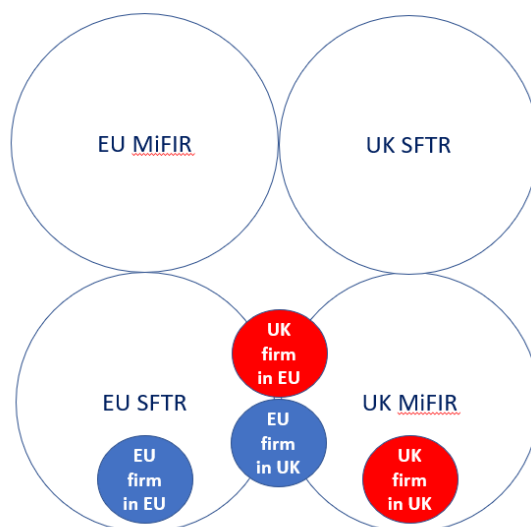 EU MiFIR
UK SFTR
UK
firm
in EU
EU SFTR
UK MiFIR
EU
firm
in UK
EU
firm
in EU
UK
firm
in UK